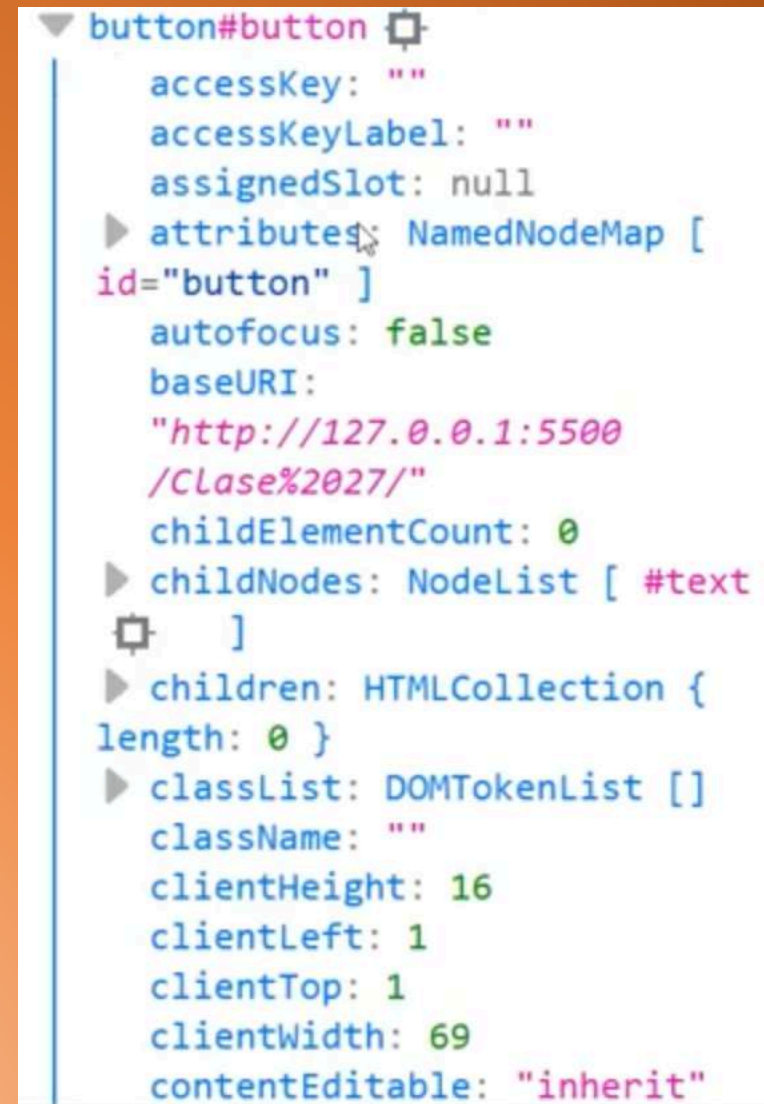 button#button
accessKey: ""
accessKeyLabel: ""
assignedSlot: null
attributes: NamedNodeMap [
id="button" ]
autofocus: false
baseURI:
"http://127.0.0.1:5500
/Clase%2027/"
childElementCount: 0
childNodes: NodeList [ #text
]
children: HTMLCollection {
length: 0 }
classList: DOMTokenList []
className: ""
clientHeight: 16
clientLeft: 1
clientTop: 1
clientWidth: 69
contentEditable: "inherit"